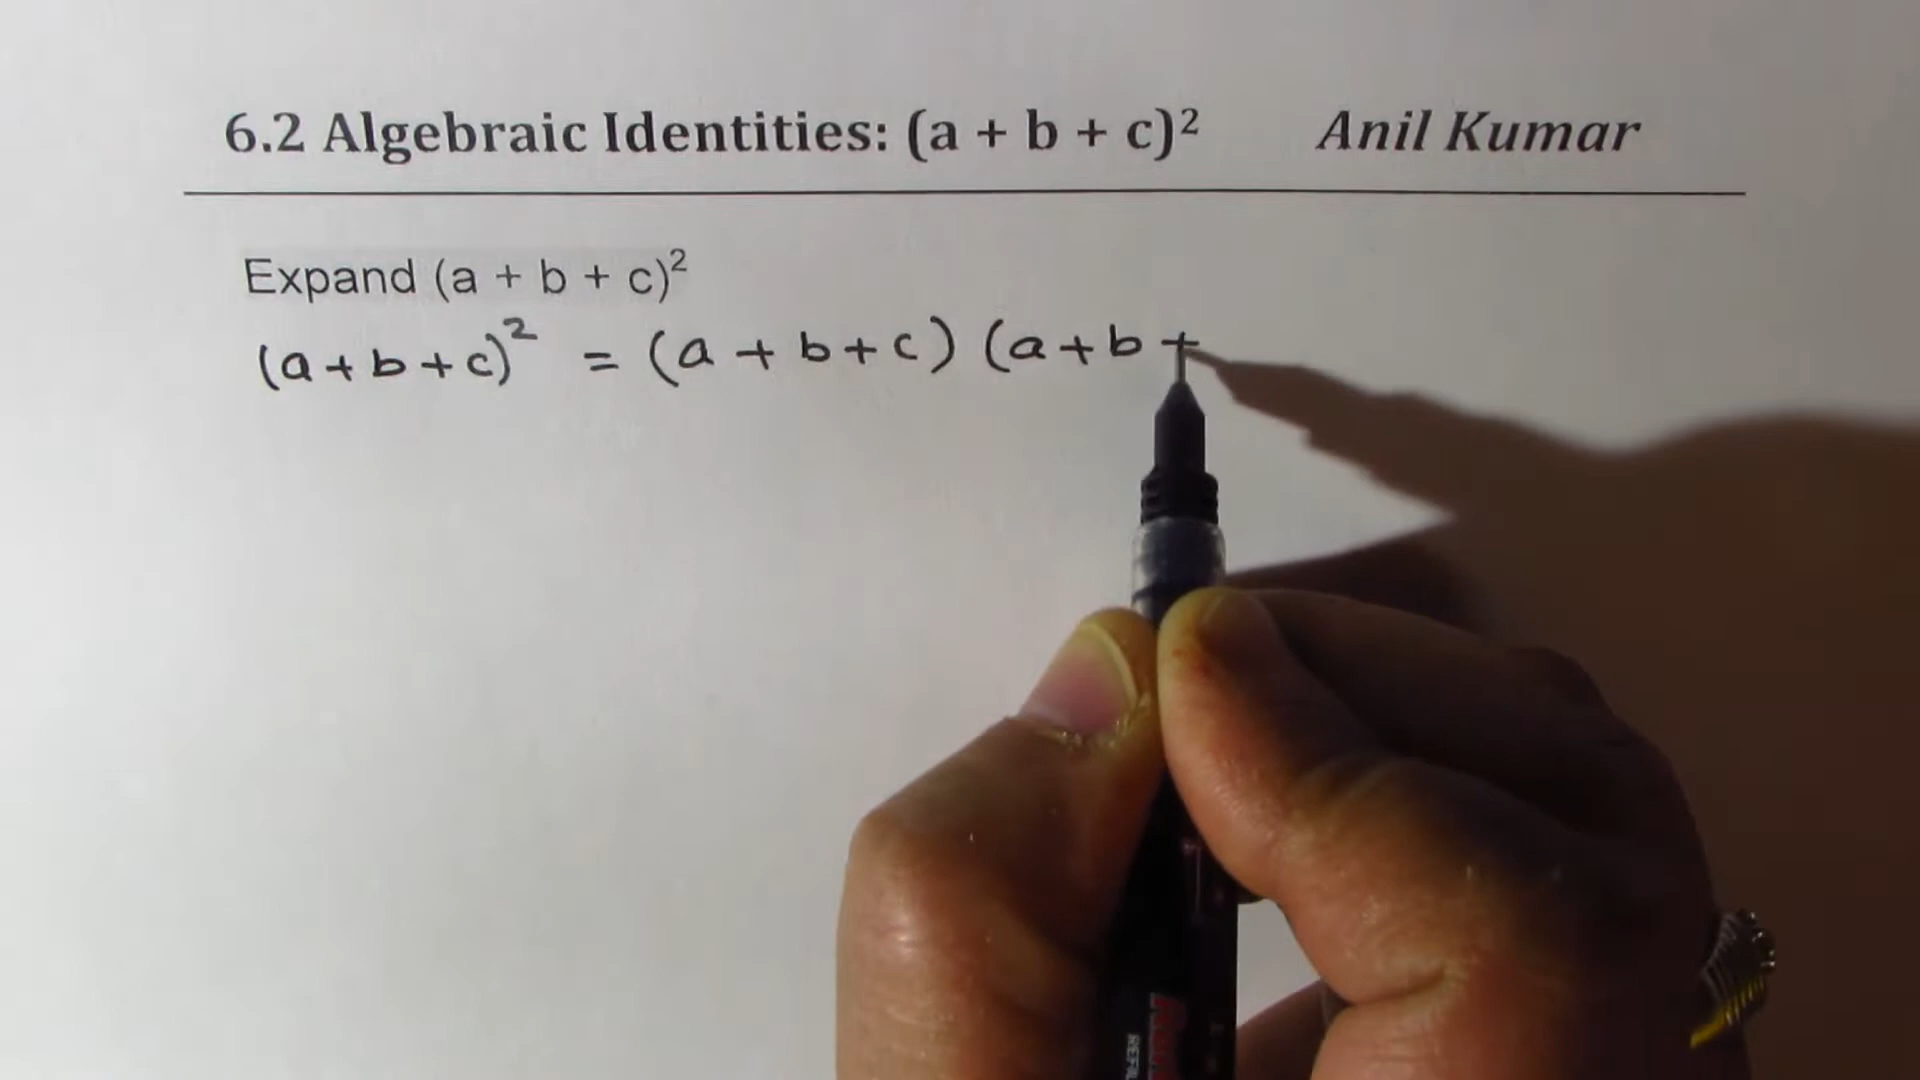 6.2 Algebraic Identities: (a + b + c)² Anil Kumar
Expand (a + b + c)²
(a+b+c)² = (a + b+c) (a+b +